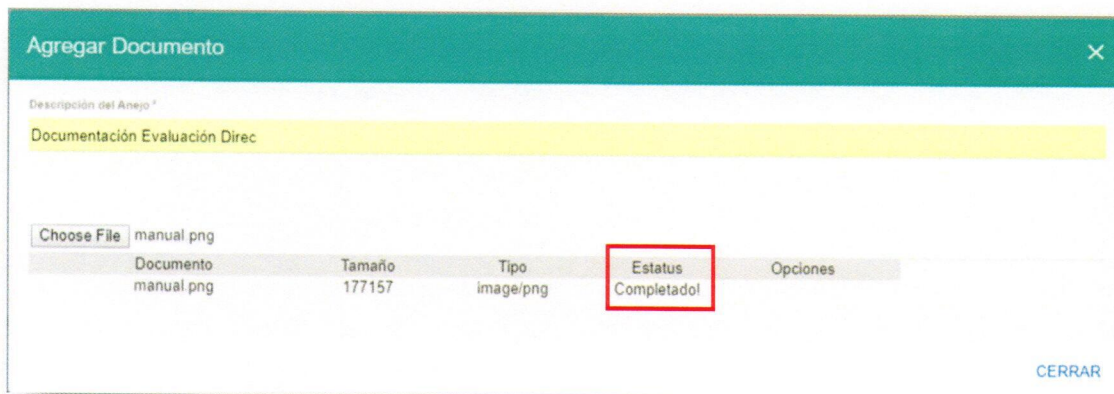 Agregar Documento ×
Descripción del Anejo *
Documentación Evaluación Direc
Choose File manual.png
Documento Tamaño Tipo Estatus Opciones
manual.png 177157 image/png Completado!
CERRAR